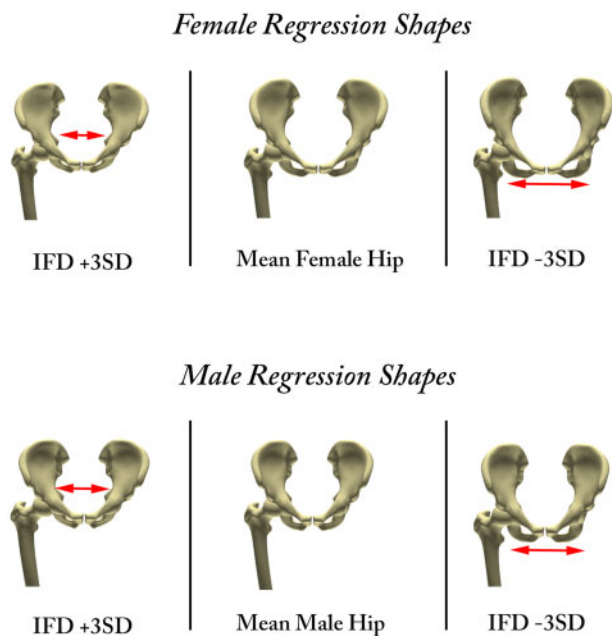 Female Regression Shapes
IFD +3SD
Mean Female Hip
IFD -3SD
Male Regression Shapes
IFD +3SD
Mean Male Hip
IFD -3SD